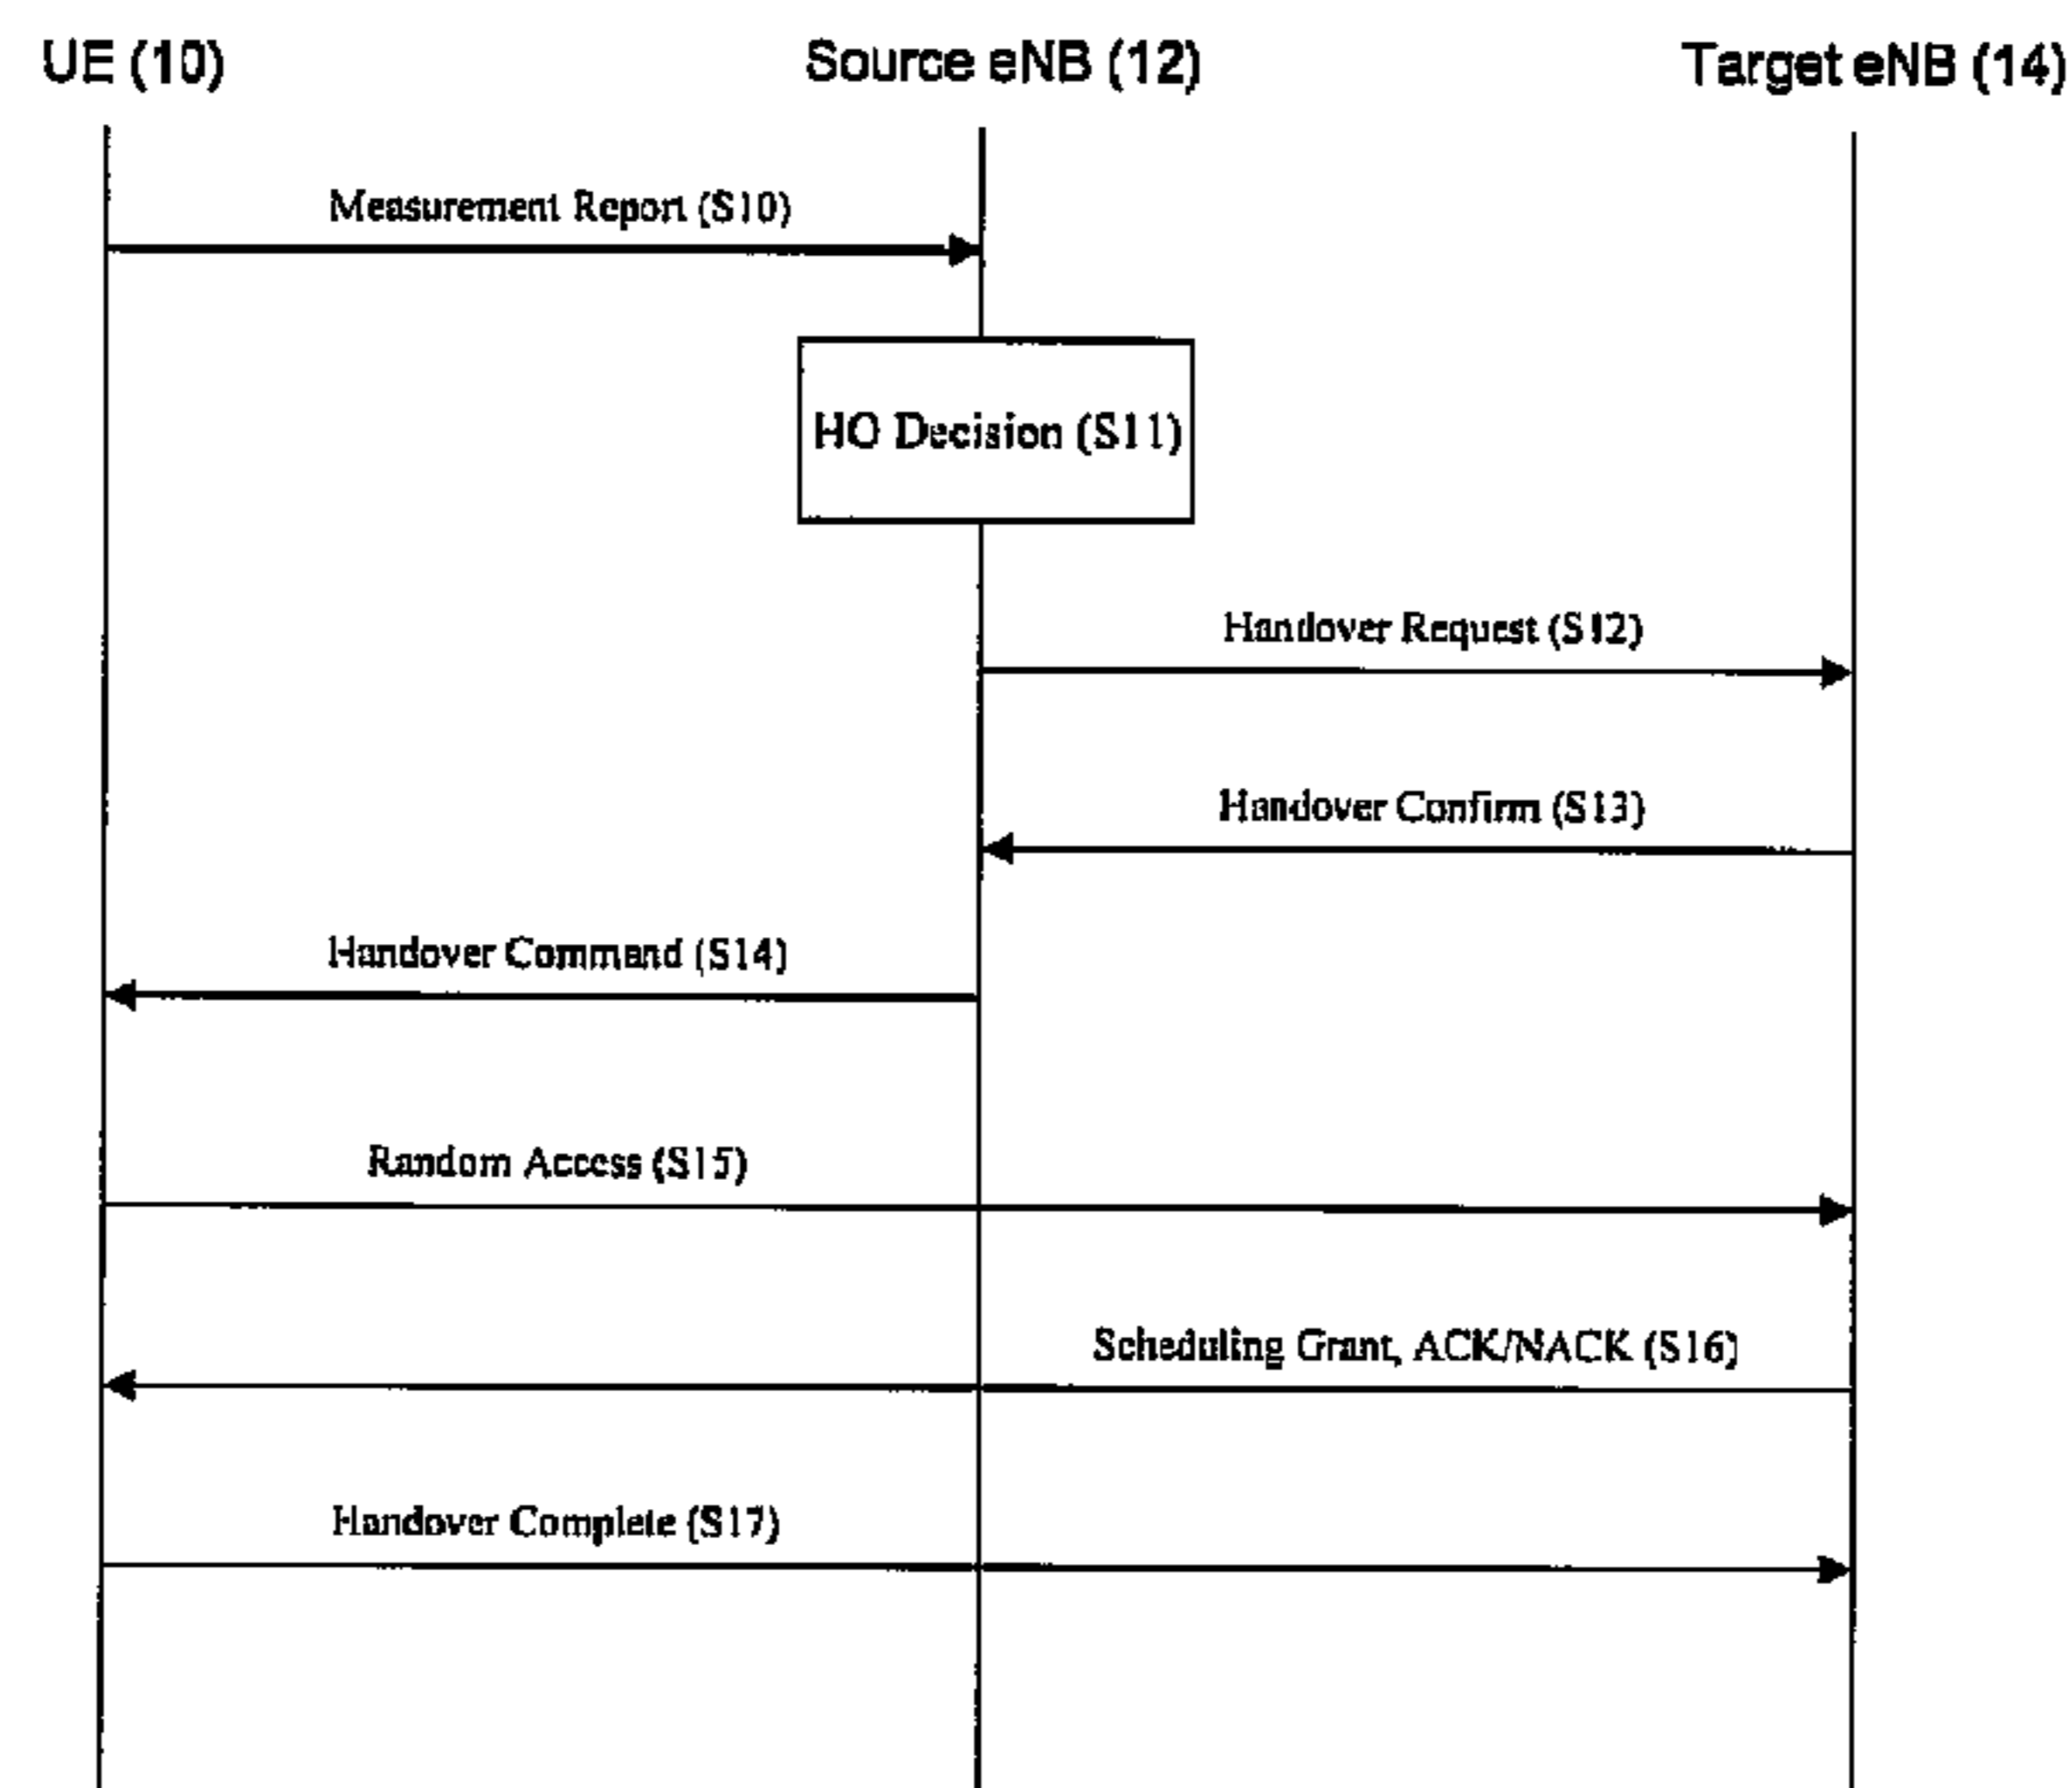 UE (10)
Source eNB (12)
Target eNB (14)
Measurement Report (S10)
HO Decision (S11)
Handover Request (S12)
Handover Confirm (S13)
Handover Command (S14)
Random Access (S15)
Scheduling Grant, ACK/NACK (S16)
Handover Complete (S17)